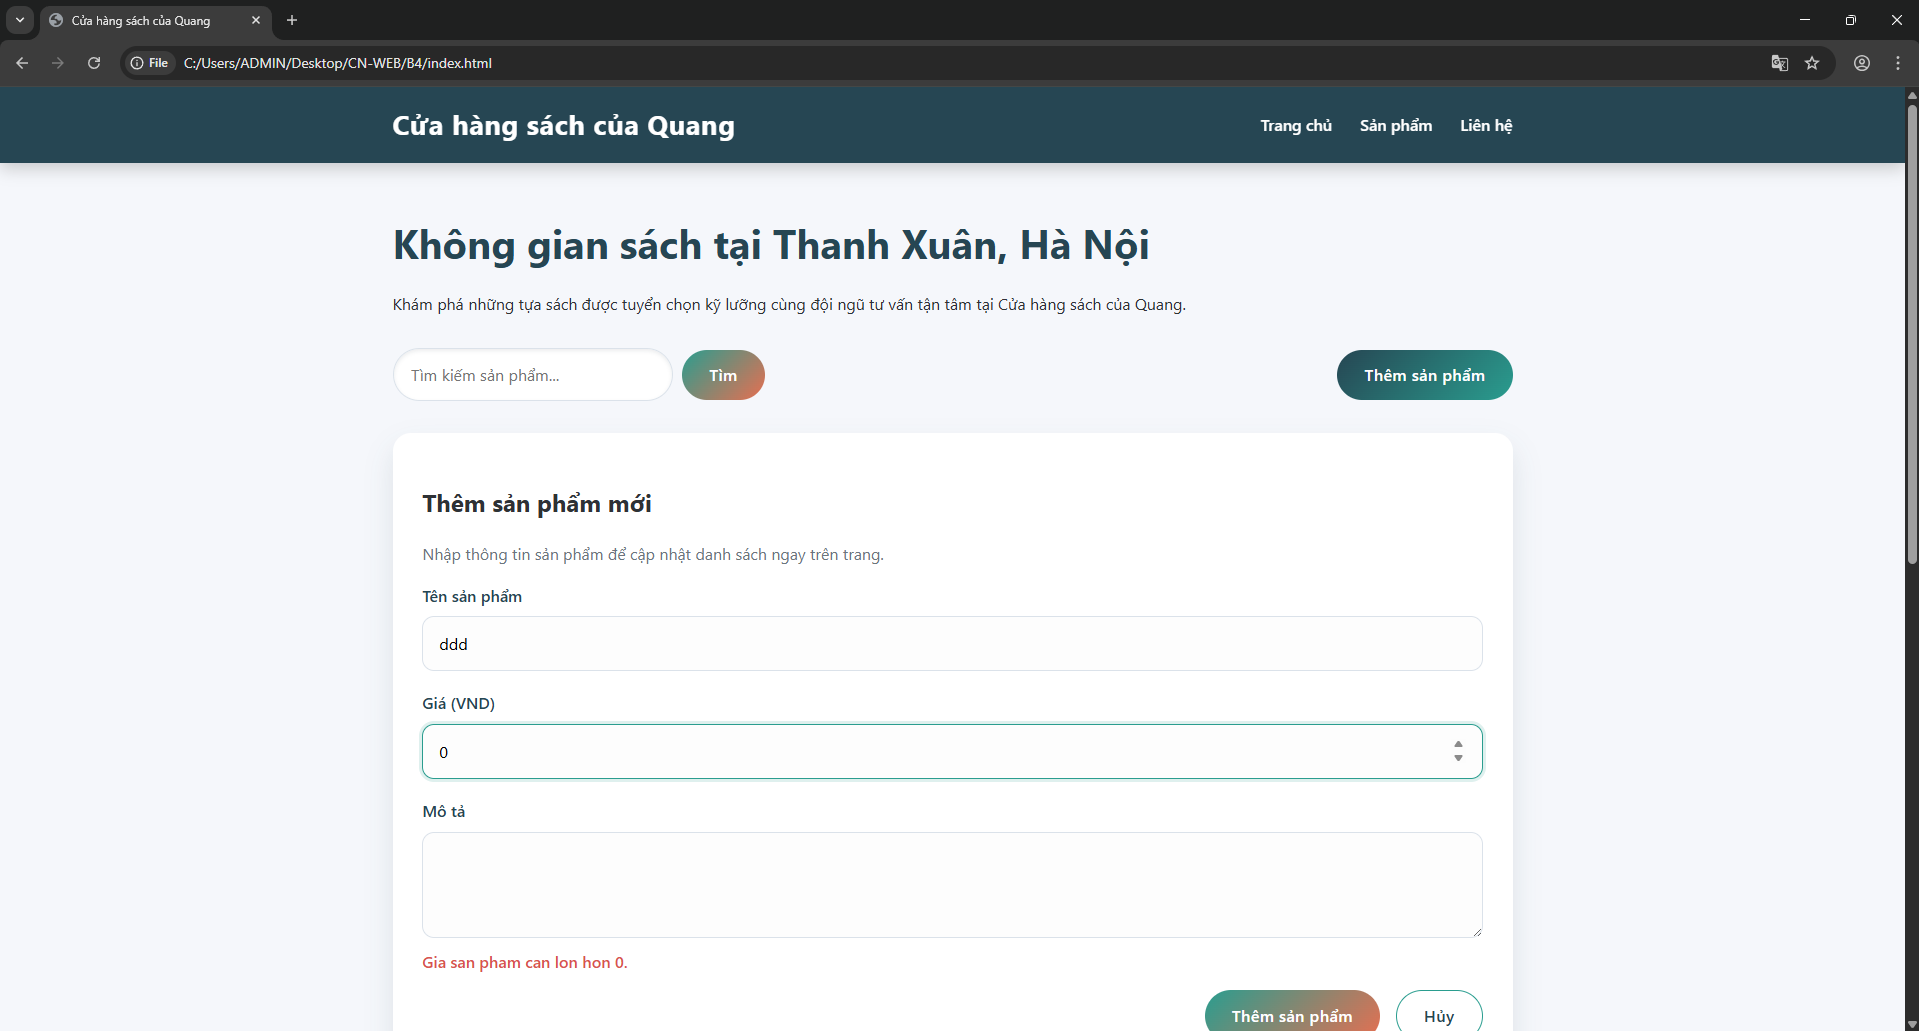 Cửa hàng sách của Quang
File C:/Users/ADMIN/Desktop/CN-WEB/B4/index.html
Cửa hàng sách của Quang
Trang chủ Sản phẩm Liên hệ
Không gian sách tại Thanh Xuân, Hà Nội
Khám phá những tựa sách được tuyển chọn kỹ lưỡng cùng đội ngũ tư vấn tận tâm tại Cửa hàng sách của Quang.
Tìm kiếm sản phẩm... Tìm Thêm sản phẩm
Thêm sản phẩm mới
Nhập thông tin sản phẩm để cập nhật danh sách ngay trên trang.
Tên sản phẩm
ddd
Giá (VND)
0
Mô tả
Gia san pham can lon hon 0.
Thêm sản phẩm Hủy